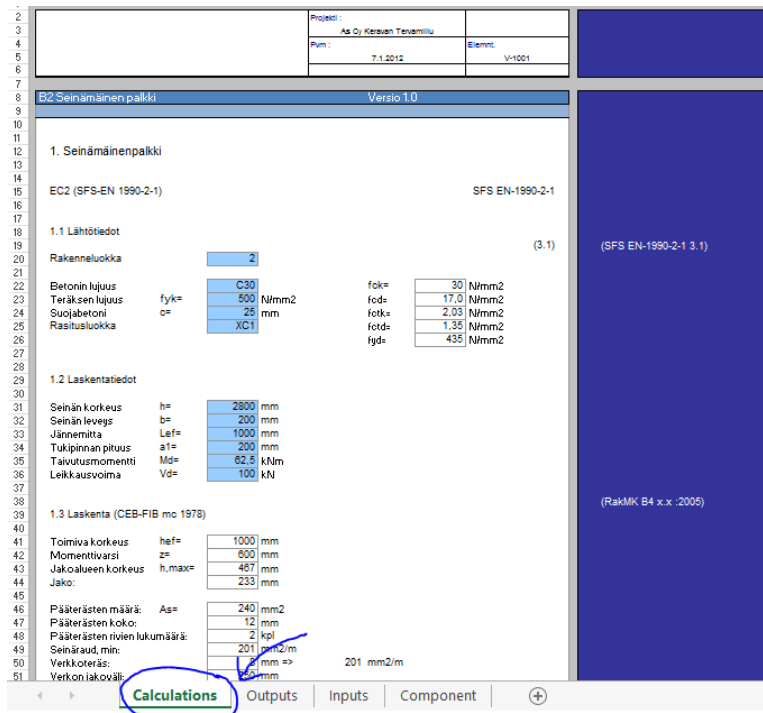 2 Projekti :
3 As Oy Keravan Tervamillu
4 Pvm : Elemnt.
5 7.1.2012 V-1001
6
7
8 B2 Seinämäinen palkki Versio 1.0
9
10
11
12 1. Seinämäinenpalkki
13
14
15 EC2 (SFS-EN 1990-2-1) SFS EN-1990-2-1
16
17
18 1.1 Lähtötiedot
19 (3.1) (SFS EN-1990-2-1 3.1)
20 Rakenneluokka 2
21
22 Betonin lujuus C30 fck= 30 N/mm2
23 Teräksen lujuus fyk= 500 N/mm2 fcd= 17,0 N/mm2
24 Suojabetoni c= 25 mm fctk= 2,03 N/mm2
25 Rasitusluokka XC1 fctd= 1,35 N/mm2
26 fyd= 435 N/mm2
27
28
29 1.2 Laskentatiedot
30
31 Seinän korkeus h= 2800 mm
32 Seinän leveys b= 200 mm
33 Jännemitta Lef= 1000 mm
34 Tukipinnan pituus a1= 200 mm
35 Taivutusmomentti Md= 62,5 kNm
36 Leikkausvoima Vd= 100 kN
37
38 (RakMK B4 x.x :2005)
39 1.3 Laskenta (CEB-FIB mc 1978)
40
41 Toimiva korkeus hef= 1000 mm
42 Momenttivarsi z= 600 mm
43 Jakoalueen korkeus h,max= 467 mm
44 Jako: 233 mm
45
46 Pääterästen määrä: As= 240 mm2
47 Pääterästen koko: 12 mm
48 Pääterästen rivien lukumäärä: 2 kpl
49 Seinäraud, min: 201 mm2/m
50 Verkkoteräs: mm => 201 mm2/m
51 Verkon jakoväli: mm
Calculations Outputs Inputs Component